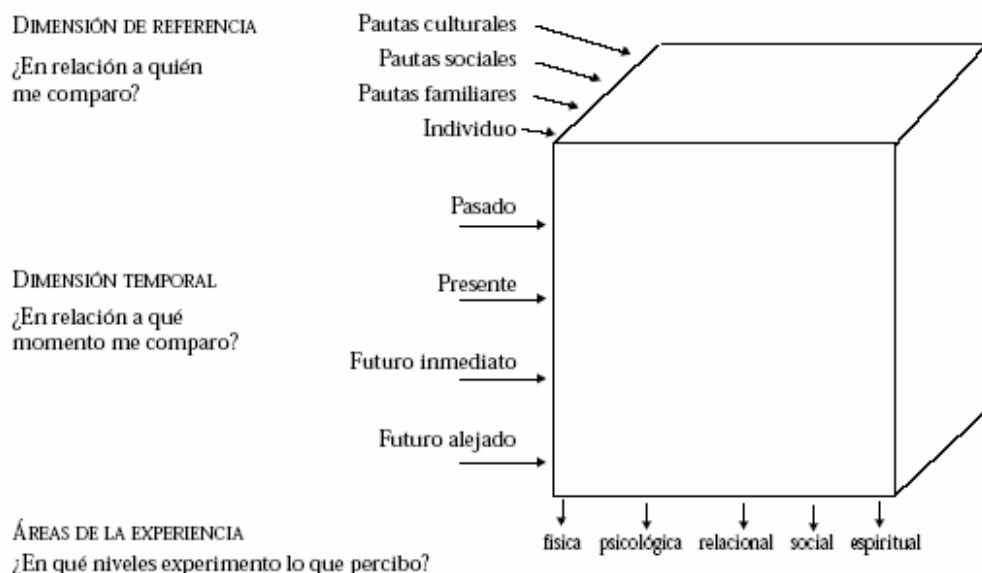 DIMENSIÓN DE REFERENCIA
¿En relación a quién
me comparo?
Pautas culturales
Pautas sociales
Pautas familiares
Individuo
Pasado
DIMENSIÓN TEMPORAL
¿En relación a qué
momento me comparo?
Presente
Futuro inmediato
Futuro alejado
ÁREAS DE LA EXPERIENCIA
¿En qué niveles experimento lo que percibo?
física psicológica relacional social espiritual